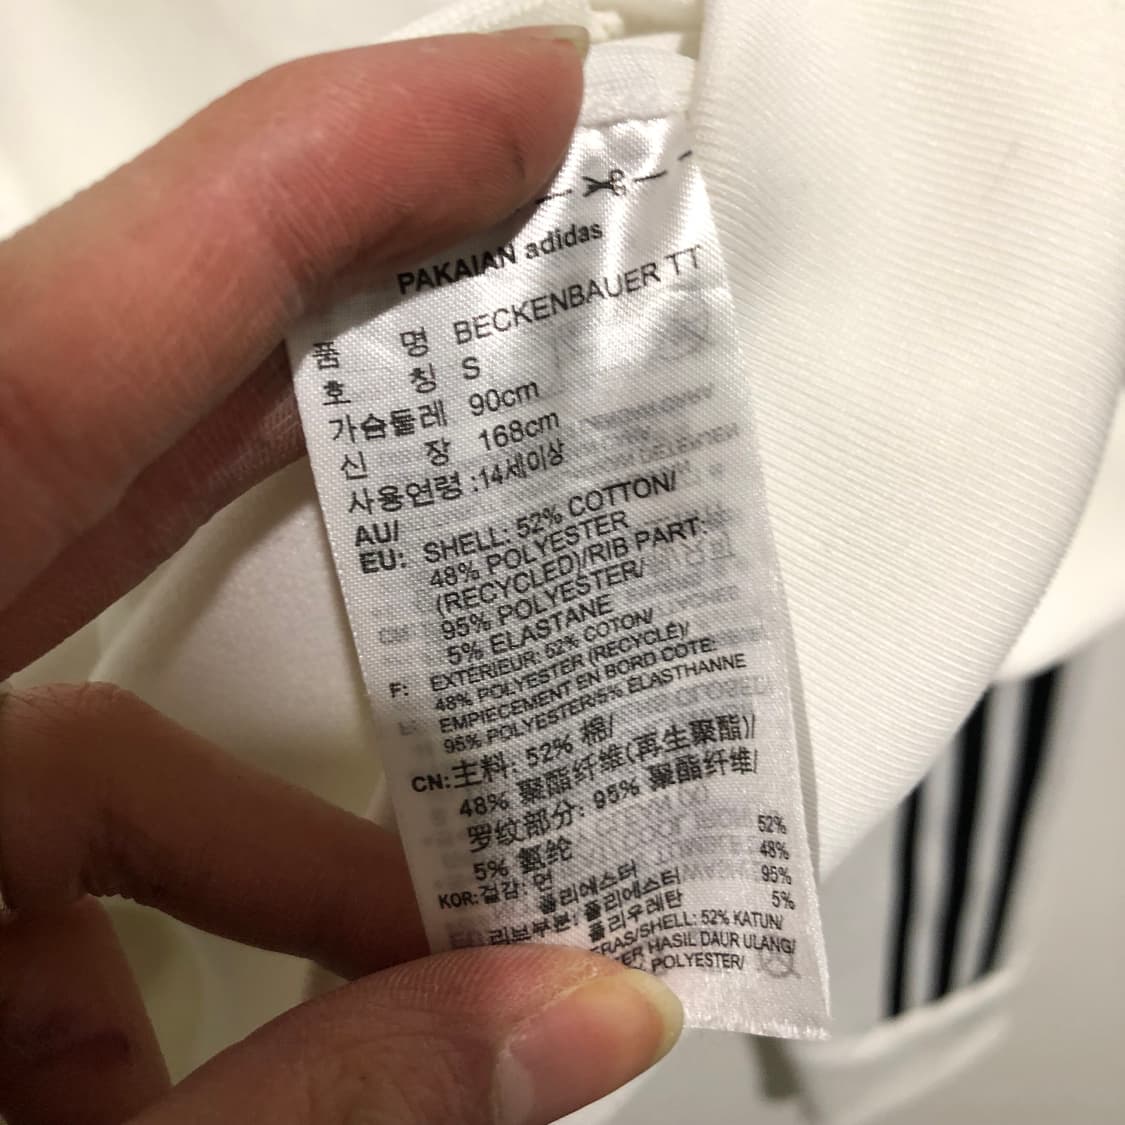 PAKAIAN adidas
품 명 BECKENBAUER TT
호 칭 S
가슴둘레 90cm
신 장 168cm
사용연령 :14세이상
AU/
EU: SHELL: 52% COTTON/
48% POLYESTER
(RECYCLED)/RIB PART:
95% POLYESTER/
5% ELASTANE
F: EXTÉRIEUR: 52% COTON/
48% POLYESTER (RECYCLÉ)/
EMPIECEMENT EN BORD COTE:
95% POLYESTER/5% ELASTHANNE
CN:主料: 52% 棉/
48% 聚酯纤维(再生聚酯)/
罗纹部分: 95% 聚酯纤维/
5% 氨纶
KOR:겉감: 면 52%
폴리에스터 48%
리브부분: 폴리에스터 95%
폴리우레탄 5%
/SHELL: 52% KATUN/
HASIL DAUR ULANG/
POLYESTER/